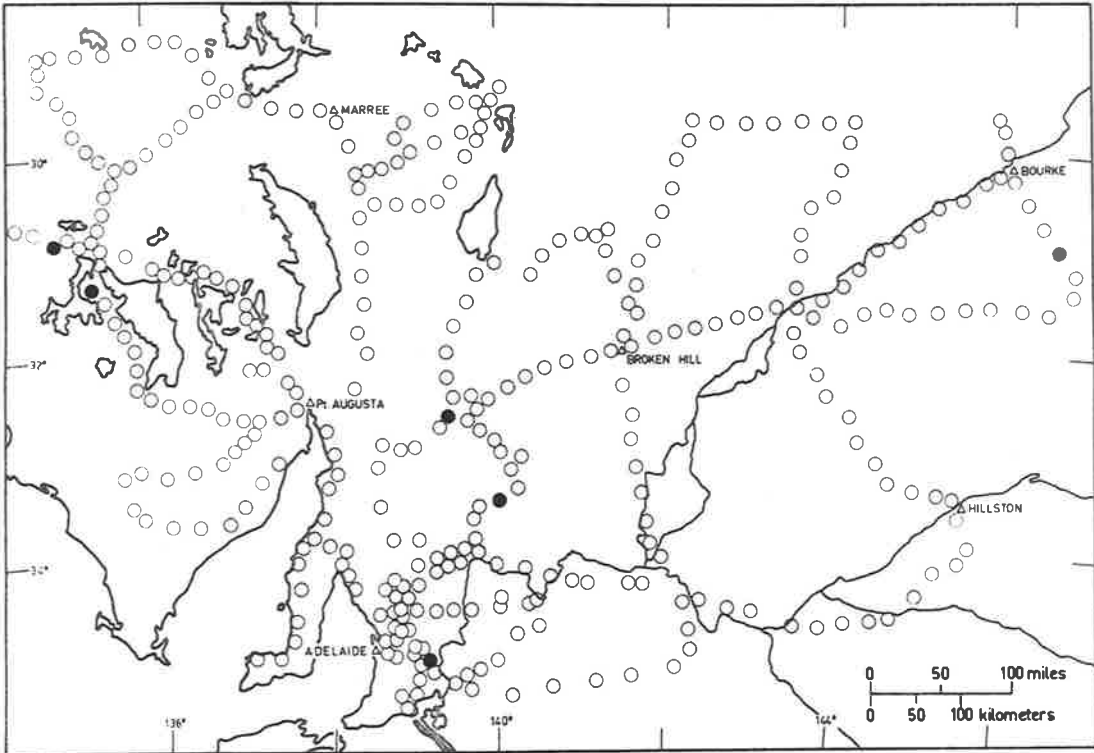 MARREE
30°
BOURKE
37°
BROKEN HILL
Pt. AUGUSTA
HILLSTON
34°
ADELAIDE
0 50 100 miles
0 50 100 kilometers
136° 140° 144°